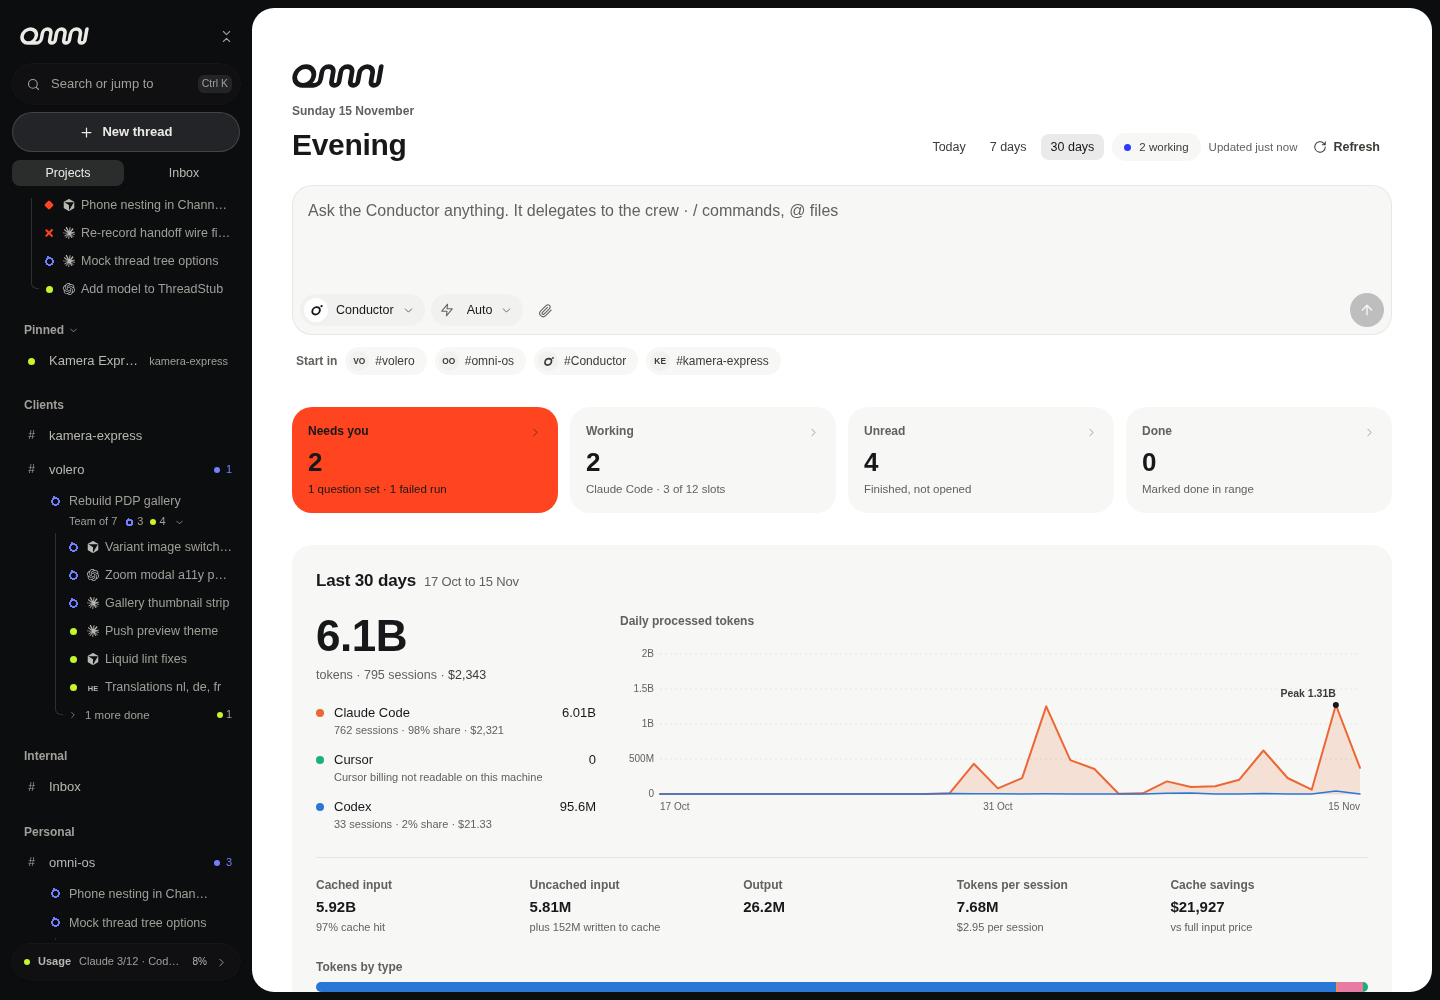 omni
Search or jump to
Ctrl K
New thread
Projects
Inbox
Phone nesting in Chann…
Re-record handoff wire fi…
Mock thread tree options
Add model to ThreadStub
Pinned
Kamera Expr…
kamera-express
Clients
# kamera-express
# volero
1
Rebuild PDP gallery
Team of 7 3 4
Variant image switch…
Zoom modal a11y p…
Gallery thumbnail strip
Push preview theme
Liquid lint fixes
HE Translations nl, de, fr
1 more done
1
Internal
# Inbox
Personal
# omni-os
3
Phone nesting in Chan…
Mock thread tree options
Usage Claude 3/12 · Cod… 8%
omni
Sunday 15 November
Evening
Today
7 days
30 days
2 working
Updated just now
Refresh
Ask the Conductor anything. It delegates to the crew · / commands, @ files
Conductor
Auto
Start in
VO #volero
OO #omni-os
#Conductor
KE #kamera-express
Needs you
2
1 question set · 1 failed run
Working
2
Claude Code · 3 of 12 slots
Unread
4
Finished, not opened
Done
0
Marked done in range
Last 30 days 17 Oct to 15 Nov
6.1B
tokens · 795 sessions · $2,343
Claude Code 6.01B
762 sessions · 98% share · $2,321
Cursor 0
Cursor billing not readable on this machine
Codex 95.6M
33 sessions · 2% share · $21.33
Daily processed tokens
2B
1.5B
1B
500M
0
Peak 1.31B
17 Oct
31 Oct
15 Nov
Cached input
5.92B
97% cache hit
Uncached input
5.81M
plus 152M written to cache
Output
26.2M
Tokens per session
7.68M
$2.95 per session
Cache savings
$21,927
vs full input price
Tokens by type